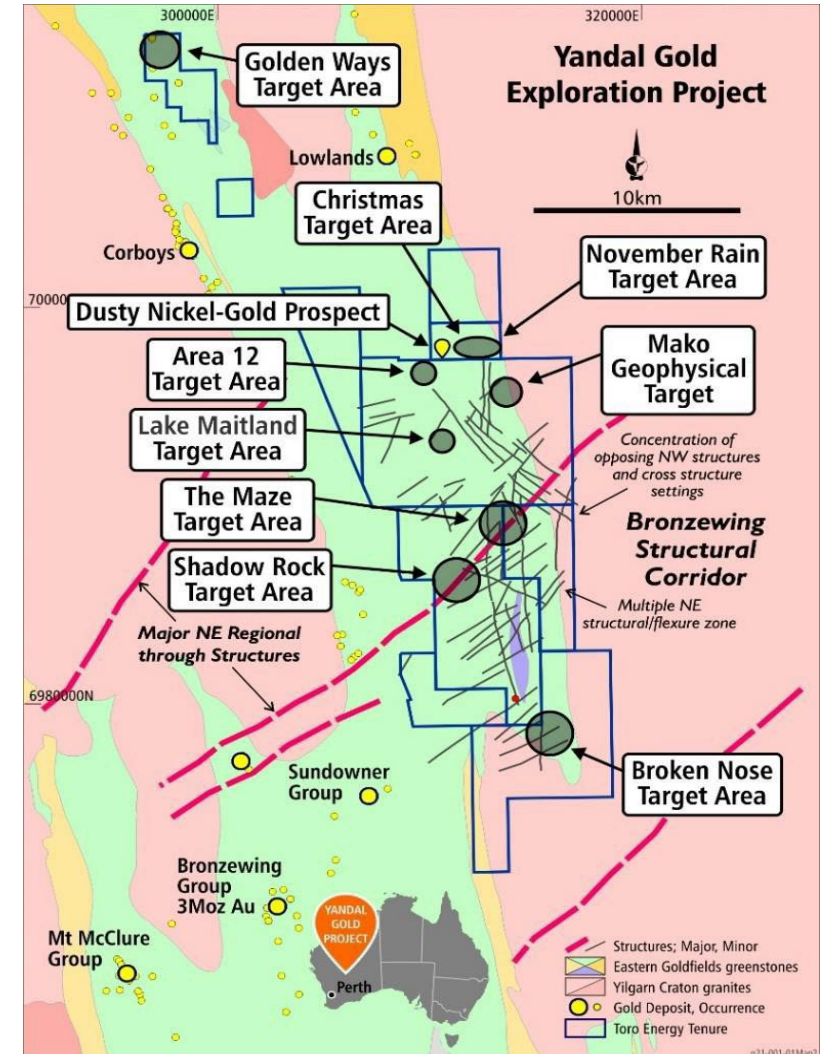 300000E
320000E
Yandal Gold
Exploration Project
10km
Golden Ways
Target Area
Lowlands
Christmas
Target Area
Corboys
November Rain
Target Area
70000
Dusty Nickel-Gold Prospect
Area 12
Target Area
Mako
Geophysical
Target
Lake Maitland
Target Area
Concentration of
opposing NW structures
and cross structure
settings
The Maze
Target Area
Bronzewing
Structural
Corridor
Shadow Rock
Target Area
Multiple NE
structural/flexure zone
Major NE Regional
through Structures
6980000N
Sundowner
Group
Broken Nose
Target Area
Bronzewing
Group
3Moz Au
YANDAL
GOLD
PROJECT
Mt McClure
Group
Perth
Structures; Major, Minor
Eastern Goldfields greenstones
Yilgarn Craton granites
Gold Deposit, Occurrence
Toro Energy Tenure